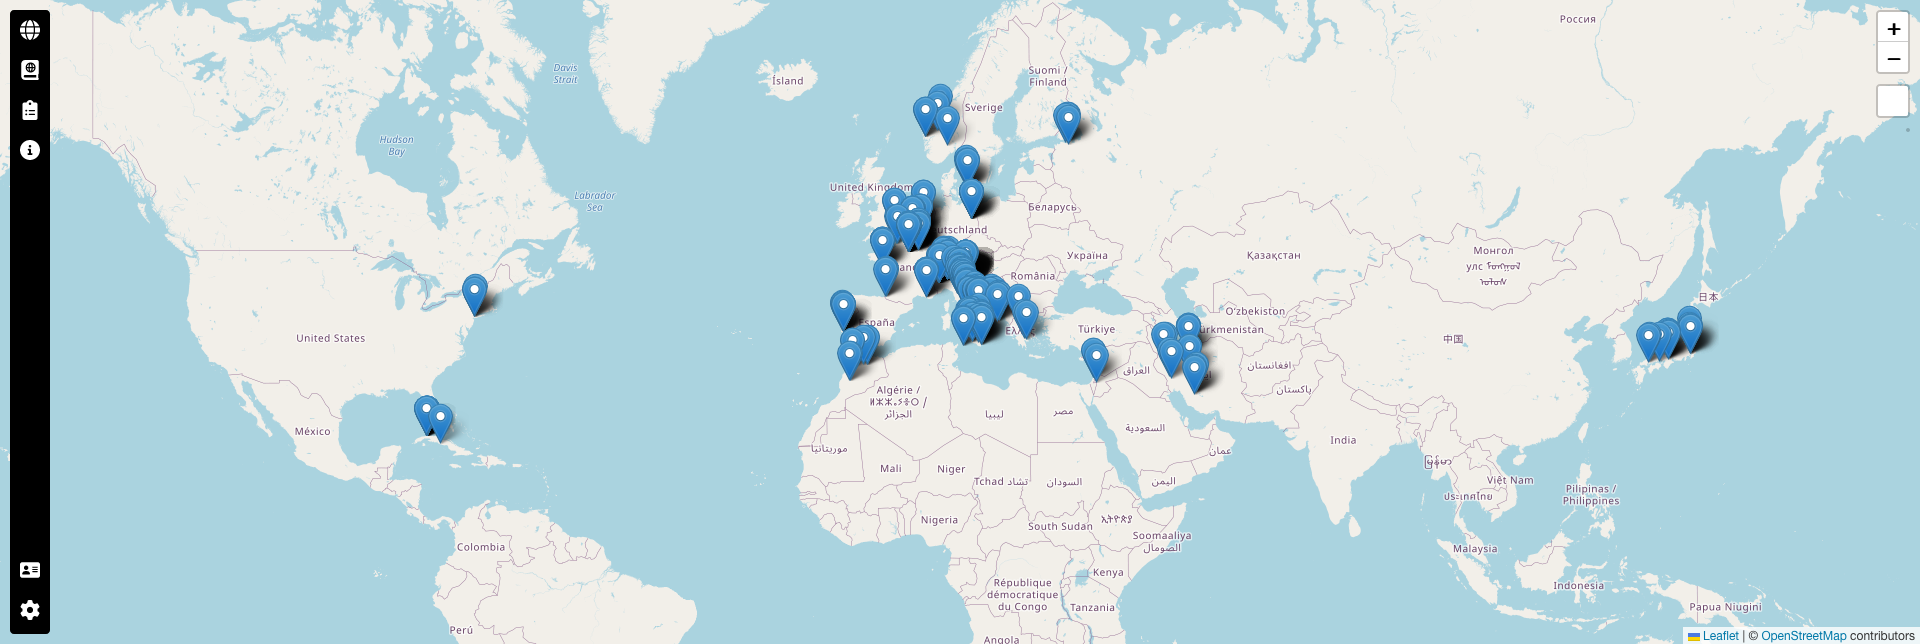 Россия
+
−
Davis
Strait
Ísland
Suomi /
Finland
Sverige
Hudson
Bay
Labrador
Sea
United Kingdom
Беларусь
utschland
Україна
România
Қазақстан
Монгол
улс
日本
United States
España
Türkiye
Oʻzbekiston
Türkmenistan
中国
العراق
افغانستان
پاکستان
Algérie /
الجزائر
ليبيا
مصر
السعودية
México
عمان
India
موريتانيا
Mali
Niger
Tchad تشاد
السودان
اليمن
Việt Nam
ประเทศไทย
Pilipinas /
Philippines
Nigeria
South Sudan
ኢትዮጵያ
Soomaaliya
الصومال
Colombia
Malaysia
Kenya
Indonesia
République
démocratique
du Congo
Tanzania
Papua Niugini
Perú
Angola
Leaflet | © OpenStreetMap contributors